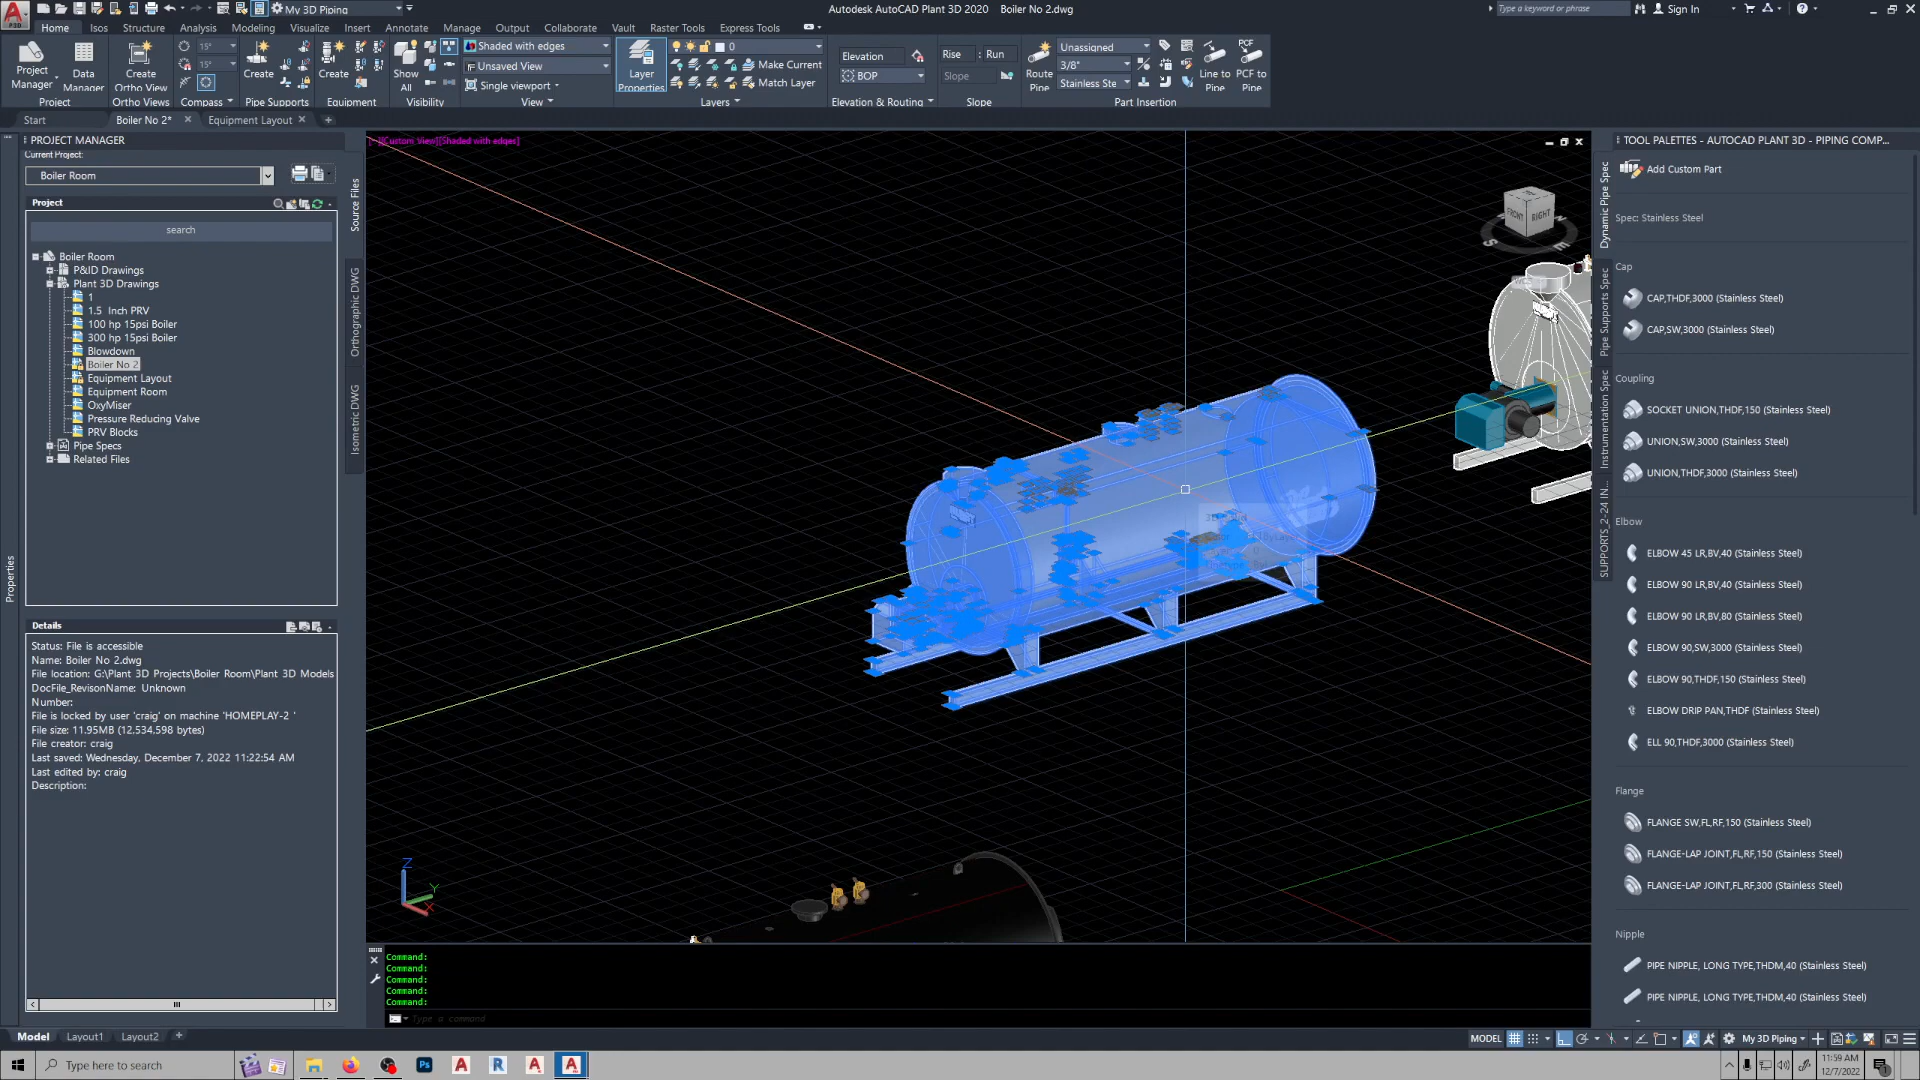 My 3D Piping
Autodesk AutoCAD Plant 3D 2020 Boiler No 2.dwg
Type a keyword or phrase
Sign In
Home Isos Structure Analysis Modeling Visualize Insert Annotate Manage Output Collaborate Vault Raster Tools Express Tools
Project Manager
Data Manager
Project
Create Ortho Views
Ortho Views
15°
15°
Compass
Create
Pipe Supports
Create
Equipment
Show All
Visibility
Shaded with edges
Unsaved View
Single viewport
View
Layer Properties
0
Make Current
Match Layer
Layers
Elevation
BOP
Elevation & Routing
Rise : Run
Slope
Slope
Route Pipe
Unassigned
3/8"
Stainless Ste
Line to Pipe
PCF to Pipe
Part Insertion
Start
Boiler No 2*
Equipment Layout
PROJECT MANAGER
Current Project:
Boiler Room
Project
search
Boiler Room
P&ID Drawings
Plant 3D Drawings
1
1.5 Inch PRV
100 hp 15psi Boiler
300 hp 15psi Boiler
Blowdown
Boiler No 2
Equipment Layout
Equipment Room
OxyMiser
Pressure Reducing Valve
PRV Blocks
Pipe Specs
Related Files
Source Files
Orthographic DWG
Isometric DWG
Properties
Details
Status: File is accessible
Name: Boiler No 2.dwg
File location: G:\Plant 3D Projects\Boiler Room\Plant 3D Models
DocFile_RevisonName: Unknown
Number:
File is locked by user 'craig' on machine 'HOMEPLAY-2 '
File size: 11.95MB (12,534,598 bytes)
File creator: craig
Last saved: Wednesday, December 7, 2022 11:22:54 AM
Last edited by: craig
Description:
[-][Custom View][Shaded with edges]
FRONT RIGHT
S E
WCS
Z
Y
X
Command:
Command:
Command:
Command:
Command:
Type a command
TOOL PALETTES - AUTOCAD PLANT 3D - PIPING COMP...
Dynamic Pipe Spec
Pipe Supports Spec
Instrumentation Spec
SUPPORTS_2-24 IN...
Add Custom Part
Spec: Stainless Steel
Cap
CAP,THDF,3000 (Stainless Steel)
CAP,SW,3000 (Stainless Steel)
Coupling
SOCKET UNION,THDF,150 (Stainless Steel)
UNION,SW,3000 (Stainless Steel)
UNION,THDF,3000 (Stainless Steel)
Elbow
ELBOW 45 LR,BV,40 (Stainless Steel)
ELBOW 90 LR,BV,40 (Stainless Steel)
ELBOW 90 LR,BV,80 (Stainless Steel)
ELBOW 90,SW,3000 (Stainless Steel)
ELBOW 90,THDF,150 (Stainless Steel)
ELBOW DRIP PAN,THDF (Stainless Steel)
ELL 90,THDF,3000 (Stainless Steel)
Flange
FLANGE SW,FL,RF,150 (Stainless Steel)
FLANGE-LAP JOINT,FL,RF,150 (Stainless Steel)
FLANGE-LAP JOINT,FL,RF,300 (Stainless Steel)
Nipple
PIPE NIPPLE, LONG TYPE,THDM,40 (Stainless Steel)
PIPE NIPPLE, LONG TYPE,THDM,40 (Stainless Steel)
Model Layout1 Layout2
MODEL
My 3D Piping
Type here to search
11:59 AM
12/7/2022